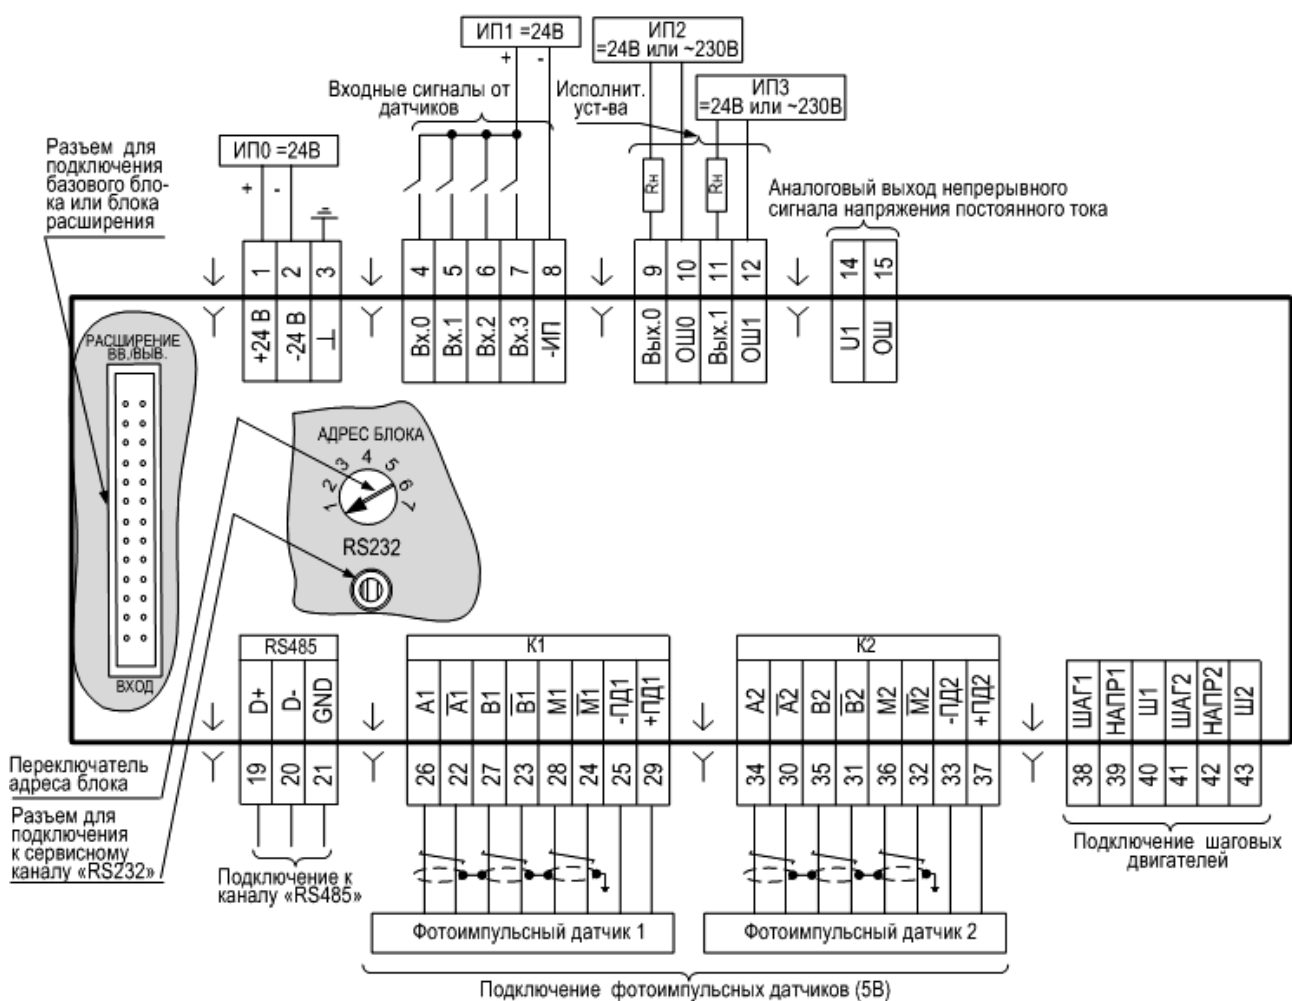 ИП1 =24В
+ -
ИП2
=24В или ~230В
ИП3
=24В или ~230В
Входные сигналы от
датчиков
Исполнит.
уст-ва
ИП0 =24В
+ -
Разъем для
подключения
базового бло-
ка или блока
расширения
Rн
Rн
Аналоговый выход непрерывного
сигнала напряжения постоянного тока
1 2 3
4 5 6 7 8
9 10 11 12
14 15
+24 В -24 В ⊥
Вх.0 Вх.1 Вх.2 Вх.3 -ИП
Вых.0 ОШ0 Вых.1 ОШ1
U1 ОШ
РАСШИРЕНИЕ
ВВ./ВЫВ.
ВХОД
АДРЕС БЛОКА
1 2 3 4 5 6 7
RS232
RS485
D+ D- GND
19 20 21
К1
A1 A̅1̅ B1 B̅1̅ M1 M̅1̅ -ПД1 +ПД1
26 22 27 23 28 24 25 29
К2
A2 A̅2̅ B2 B̅2̅ M2 M̅2̅ -ПД2 +ПД2
34 30 35 31 36 32 33 37
ШАГ1 НАПР1 Ш1 ШАГ2 НАПР2 Ш2
38 39 40 41 42 43
Переключатель
адреса блока
Разъем для
подключения
к сервисному
каналу «RS232»
Подключение к
каналу «RS485»
Фотоимпульсный датчик 1
Фотоимпульсный датчик 2
Подключение шаговых
двигателей
Подключение фотоимпульсных датчиков (5В)